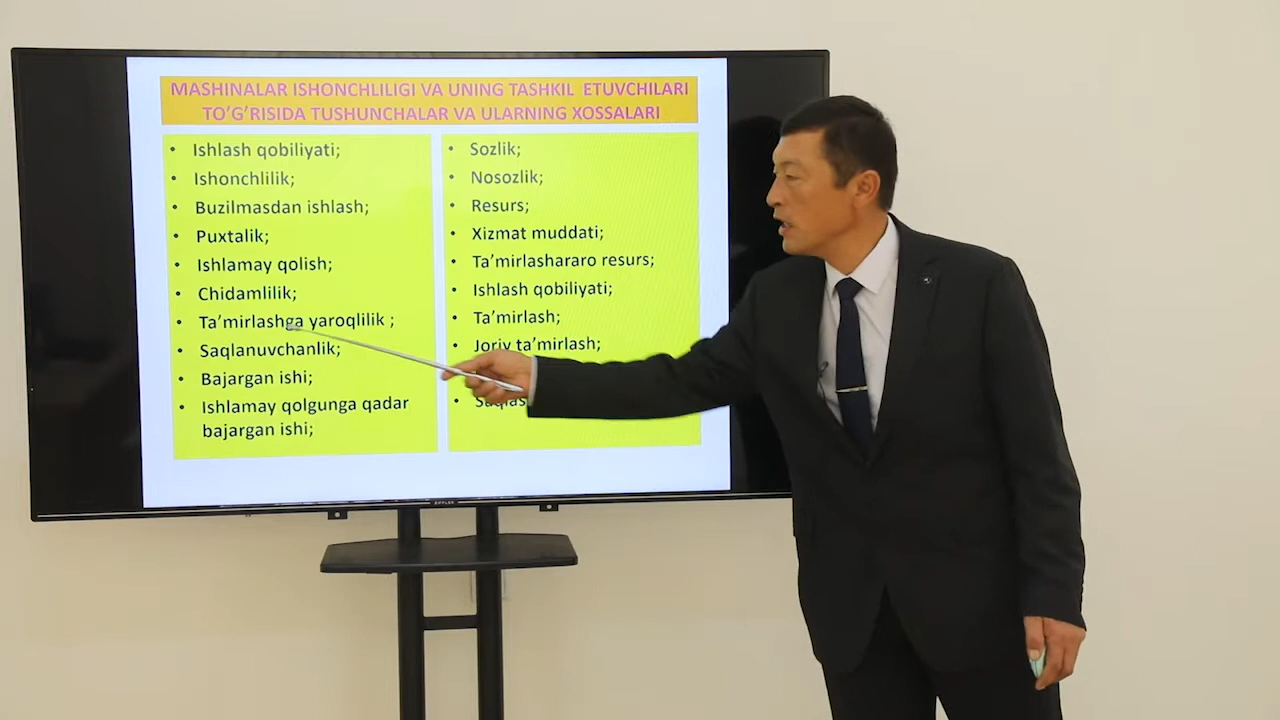 MASHINALAR ISHONCHLILIGI VA UNING TASHKIL ETUVCHILARI
TO’G’RISIDA TUSHUNCHALAR VA ULARNING XOSSALARI
• Ishlash qobiliyati;
• Ishonchlilik;
• Buzilmasdan ishlash;
• Puxtalik;
• Ishlamay qolish;
• Chidamlilik;
• Ta’mirlashga yaroqlilik ;
• Saqlanuvchanlik;
• Bajargan ishi;
• Ishlamay qolgunga qadar
bajargan ishi;
• Sozlik;
• Nosozlik;
• Resurs;
• Xizmat muddati;
• Ta’mirlashararo resurs;
• Ishlash qobiliyati;
• Ta’mirlash;
• Joriy ta’mirlash;